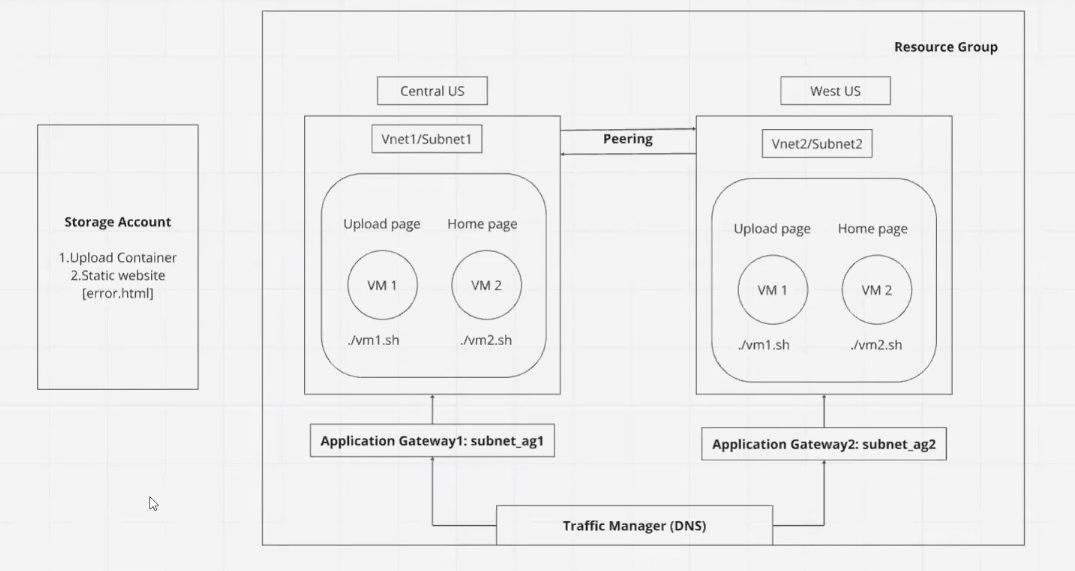 Resource Group
Central US
West US
Vnet1/Subnet1
Peering
Vnet2/Subnet2
Storage Account
1.Upload Container
2.Static website
[error.html]
Upload page
Home page
VM 1
VM 2
./vm1.sh
./vm2.sh
Upload page
Home page
VM 1
VM 2
./vm1.sh
./vm2.sh
Application Gateway1: subnet_ag1
Application Gateway2: subnet_ag2
Traffic Manager (DNS)